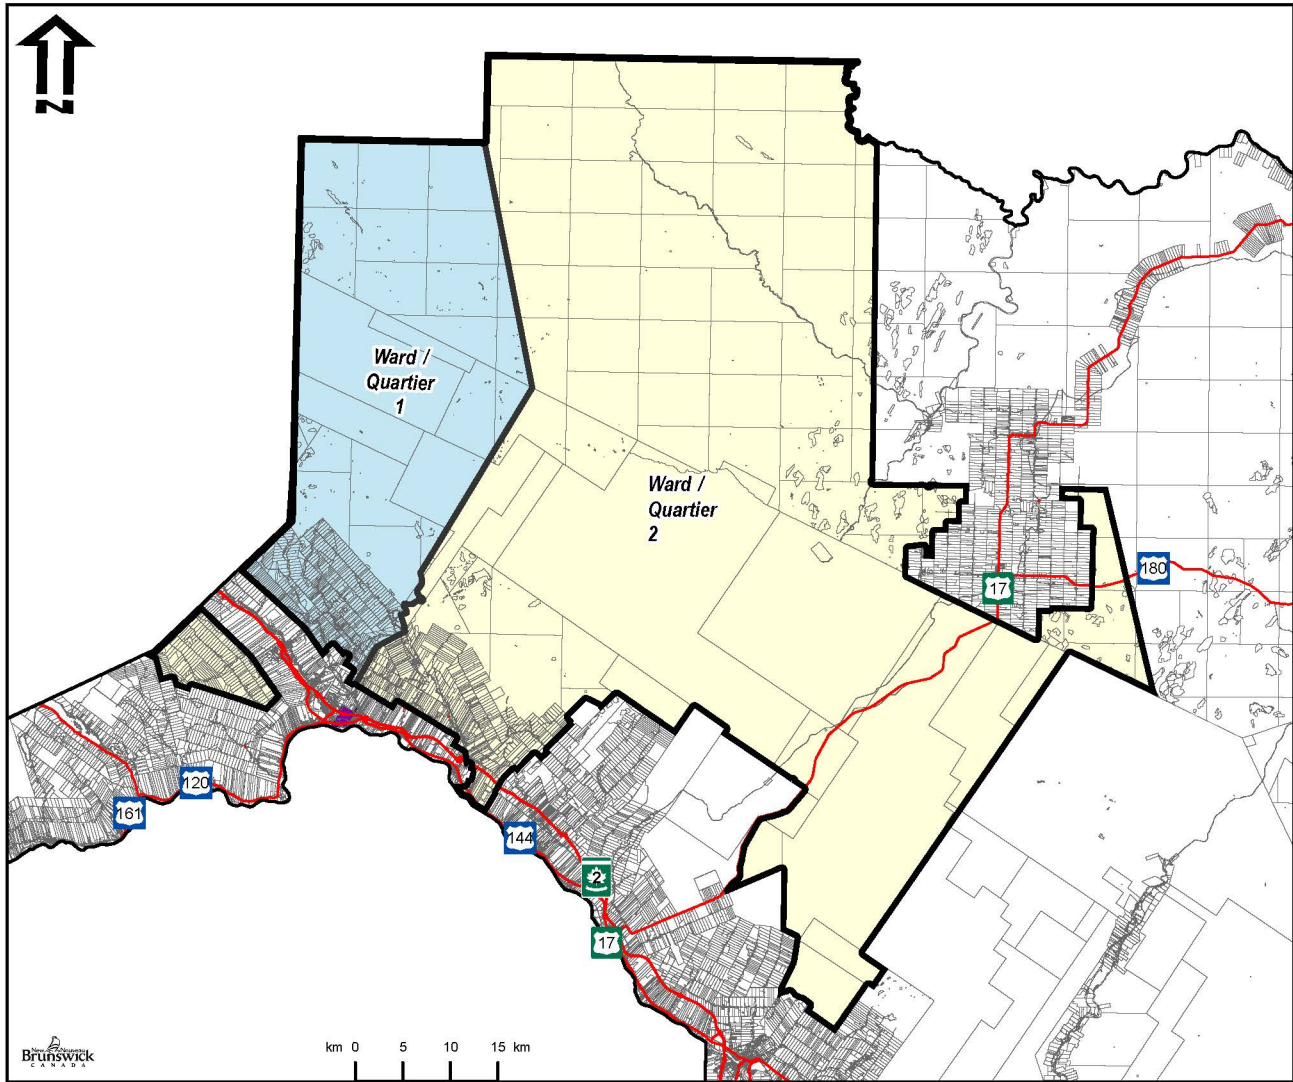 N
Ward /
Quartier
1
Ward /
Quartier
2
180
17
120
161
144
2
17
New Nouveau
Brunswick
CANADA
km 0 5 10 15 km